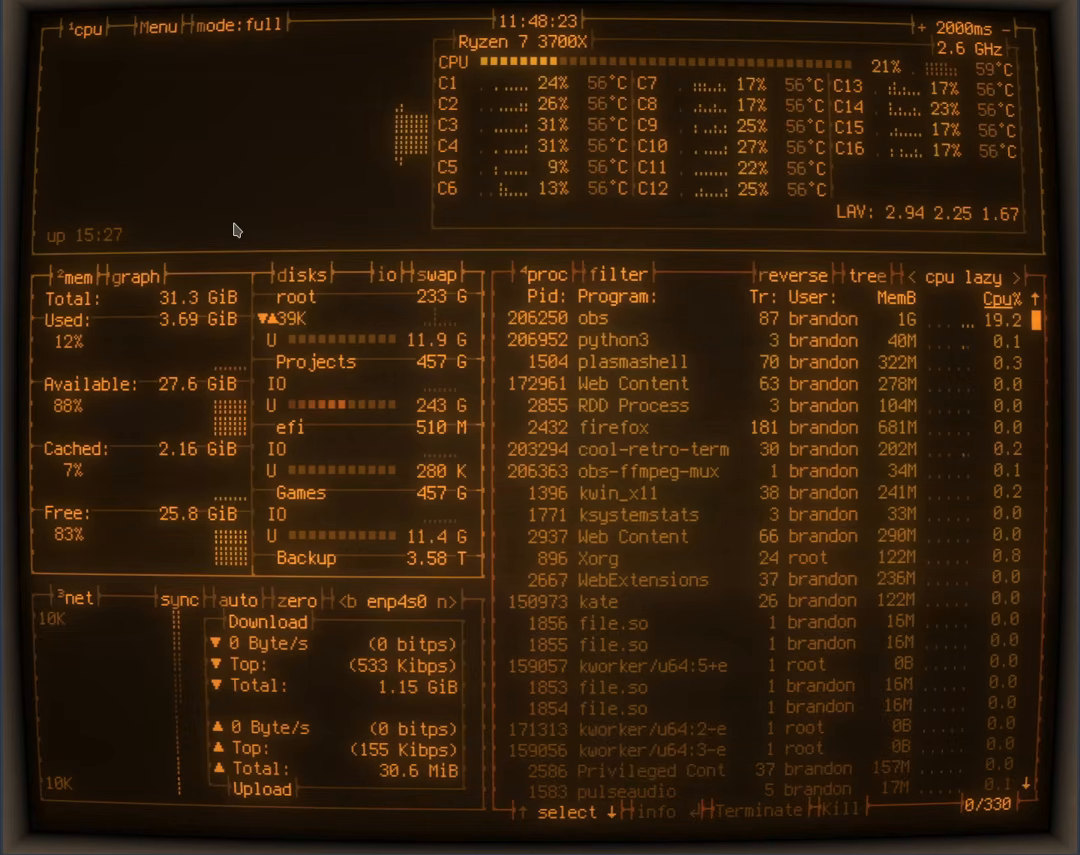 ¹cpu Menu mode:full 11:48:23 + 2000ms -
Ryzen 7 3700X 2.6 GHz
CPU 21% 59°C
C1 24% 56°C C7 17% 56°C C13 17% 56°C
C2 26% 56°C C8 17% 56°C C14 23% 56°C
C3 31% 56°C C9 25% 56°C C15 17% 56°C
C4 31% 56°C C10 27% 56°C C16 17% 56°C
C5 9% 56°C C11 22% 56°C
C6 13% 56°C C12 25% 56°C
LAV: 2.94 2.25 1.67
up 15:27
²mem graph
Total: 31.3 GiB
Used: 3.69 GiB
12%
Available: 27.6 GiB
88%
Cached: 2.16 GiB
7%
Free: 25.8 GiB
83%
disks io swap
root 233 G
▼▲39K
U 11.9 G
Projects 457 G
IO
U 243 G
efi 510 M
IO
U 280 K
Games 457 G
IO
U 11.4 G
Backup 3.58 T
³net sync auto zero <b enp4s0 n>
10K
Download
▼ 0 Byte/s (0 bitps)
▼ Top: (533 Kibps)
▼ Total: 1.15 GiB
▲ 0 Byte/s (0 bitps)
▲ Top: (155 Kibps)
▲ Total: 30.6 MiB
Upload
10K
⁴proc filter reverse tree < cpu lazy >
Pid: Program: Tr: User: MemB Cpu% ↑
206250 obs 87 brandon 1G 19.2
206952 python3 3 brandon 40M 0.1
1504 plasmashell 70 brandon 322M 0.3
172961 Web Content 63 brandon 278M 0.0
2855 RDD Process 3 brandon 104M 0.0
2432 firefox 181 brandon 681M 0.0
203294 cool-retro-term 30 brandon 202M 0.2
206363 obs-ffmpeg-mux 1 brandon 34M 0.1
1396 kwin_x11 38 brandon 241M 0.2
1771 ksystemstats 3 brandon 33M 0.0
2937 Web Content 66 brandon 290M 0.0
896 Xorg 24 root 122M 0.8
2667 WebExtensions 37 brandon 236M 0.0
150973 kate 26 brandon 122M 0.0
1856 file.so 1 brandon 16M 0.0
1855 file.so 1 brandon 16M 0.0
159057 kworker/u64:5+e 1 root 0B 0.0
1853 file.so 1 brandon 16M 0.0
1854 file.so 1 brandon 16M 0.0
171313 kworker/u64:2-e 1 root 0B 0.0
159056 kworker/u64:3-e 1 root 0B 0.0
2586 Privileged Cont 37 brandon 157M 0.0
1583 pulseaudio 5 brandon 17M 0.1 ↓
↑ select ↓ info ↲ Terminate Kill 0/330